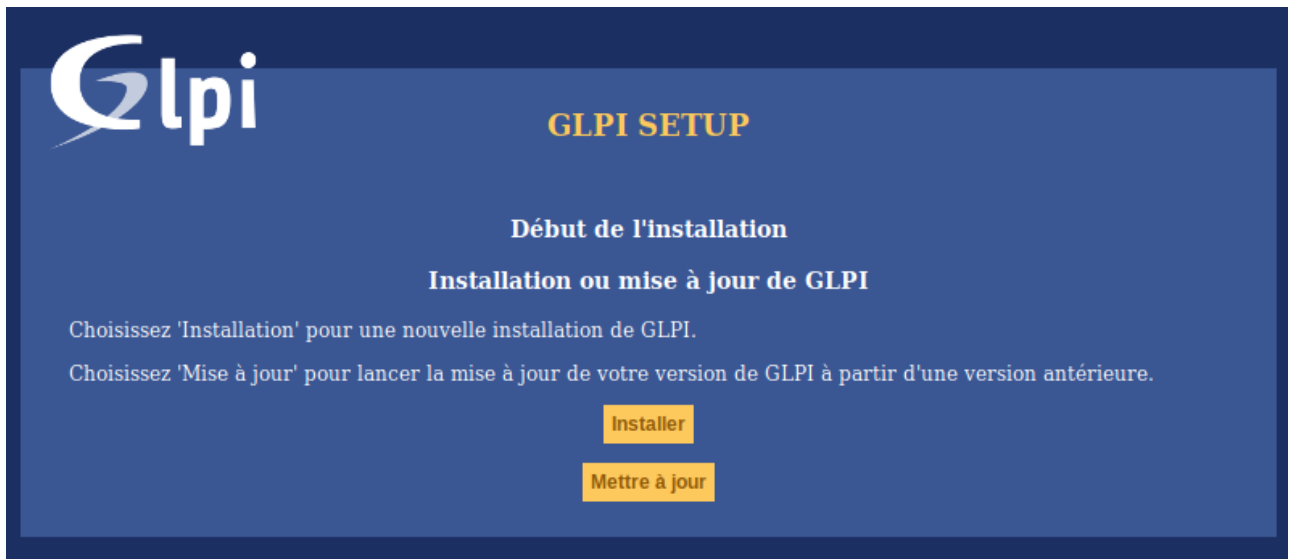 Glpi
GLPI SETUP
Début de l'installation
Installation ou mise à jour de GLPI
Choisissez 'Installation' pour une nouvelle installation de GLPI.
Choisissez 'Mise à jour' pour lancer la mise à jour de votre version de GLPI à partir d'une version antérieure.
Installer
Mettre à jour